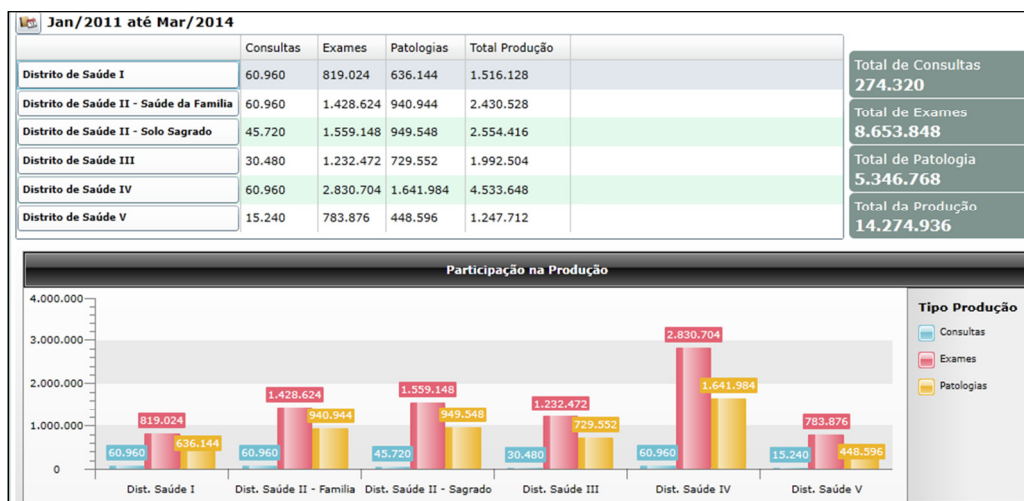 Jan/2011 até Mar/2014
Consultas Exames Patologias Total Produção
Distrito de Saúde I 60.960 819.024 636.144 1.516.128
Distrito de Saúde II - Saúde da Familia 60.960 1.428.624 940.944 2.430.528
Distrito de Saúde II - Solo Sagrado 45.720 1.559.148 949.548 2.554.416
Distrito de Saúde III 30.480 1.232.472 729.552 1.992.504
Distrito de Saúde IV 60.960 2.830.704 1.641.984 4.533.648
Distrito de Saúde V 15.240 783.876 448.596 1.247.712
Total de Consultas
274.320
Total de Exames
8.653.848
Total de Patologia
5.346.768
Total da Produção
14.274.936
Participação na Produção
4.000.000
3.000.000
2.000.000
1.000.000
0
60.960 819.024 636.144
60.960 1.428.624 940.944
45.720 1.559.148 949.548
30.480 1.232.472 729.552
60.960 2.830.704 1.641.984
15.240 783.876 448.596
Dist. Saúde I Dist. Saúde II - Familia Dist. Saúde II - Sagrado Dist. Saúde III Dist. Saúde IV Dist. Saúde V
Tipo Produção
Consultas
Exames
Patologias